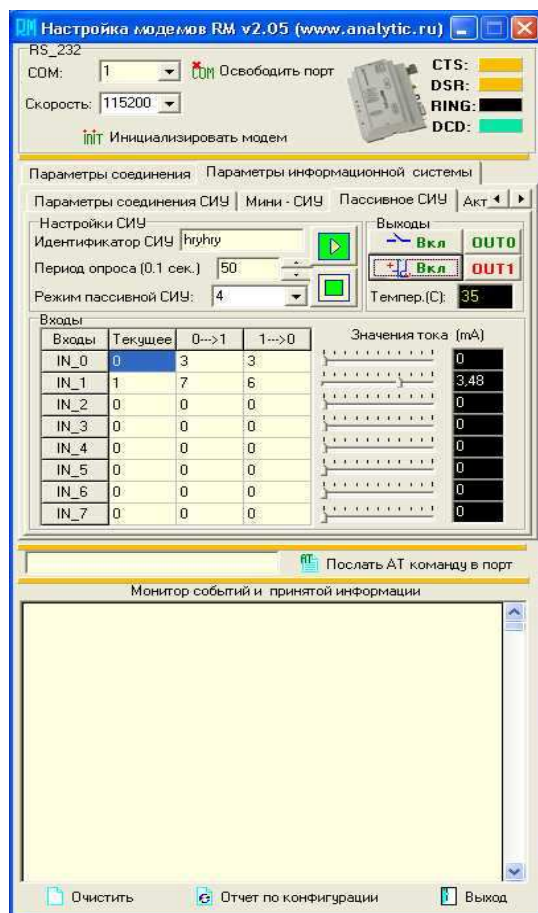 RM Настройка модемов RM v2.05 (www.analytic.ru)
RS_232
COM: 1 COM Освободить порт
CTS:
DSR:
Скорость: 115200
RING:
DCD:
init Инициализировать модем
Параметры соединения Параметры информационной системы
Параметры соединения СИУ Мини - СИУ Пассивное СИУ Акт
Настройки СИУ
Выходы
Идентификатор СИУ hryhry
Вкл OUT0
Период опроса (0.1 сек.) 50
Вкл OUT1
Режим пассивной СИУ: 4
Темпер.(С): 35
Входы
Входы Текущее 0--->1 1--->0 Значения тока (mA)
IN_0 0 3 3 0
IN_1 1 7 6 3,48
IN_2 0 0 0 0
IN_3 0 0 0 0
IN_4 0 0 0 0
IN_5 0 0 0 0
IN_6 0 0 0 0
IN_7 0 0 0 0
AT Послать АТ команду в порт
Монитор событий и принятой информации
Очистить Отчет по конфигурации Выход